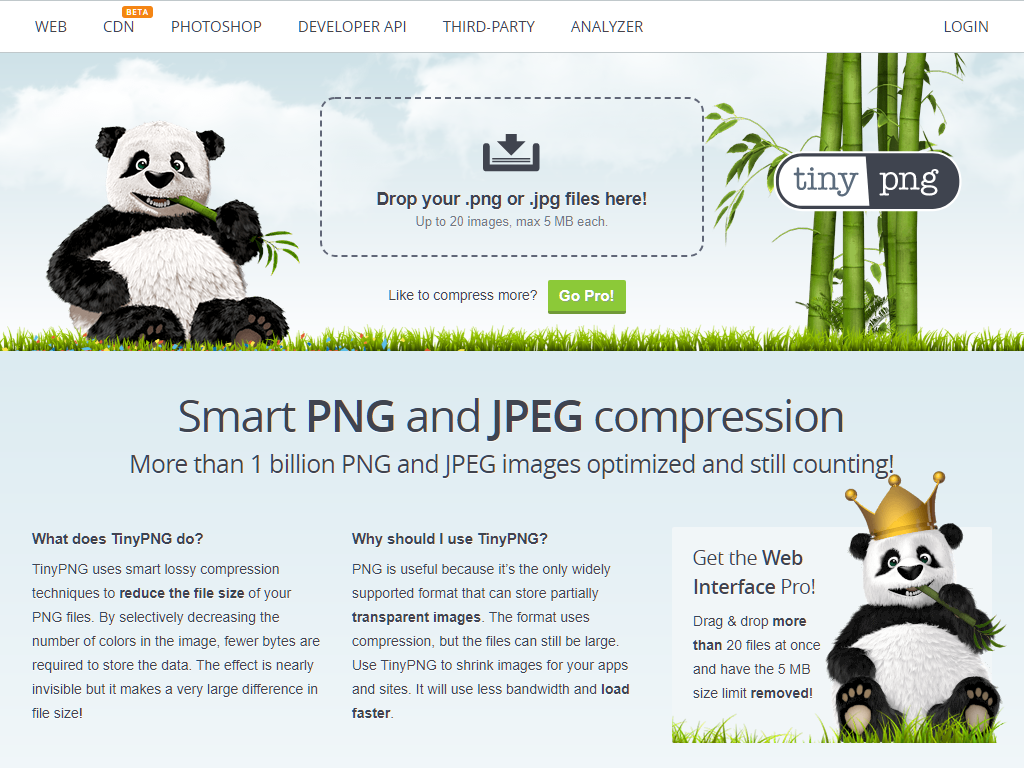 WEB CDN BETA PHOTOSHOP DEVELOPER API THIRD-PARTY ANALYZER LOGIN
Drop your .png or .jpg files here!
Up to 20 images, max 5 MB each.
Like to compress more? Go Pro!
tiny png
Smart PNG and JPEG compression
More than 1 billion PNG and JPEG images optimized and still counting!
What does TinyPNG do?
TinyPNG uses smart lossy compression
techniques to reduce the file size of your
PNG files. By selectively decreasing the
number of colors in the image, fewer bytes are
required to store the data. The effect is nearly
invisible but it makes a very large difference in
file size!
Why should I use TinyPNG?
PNG is useful because it’s the only widely
supported format that can store partially
transparent images. The format uses
compression, but the files can still be large.
Use TinyPNG to shrink images for your apps
and sites. It will use less bandwidth and load
faster.
Get the Web
Interface Pro!
Drag & drop more
than 20 files at once
and have the 5 MB
size limit removed!